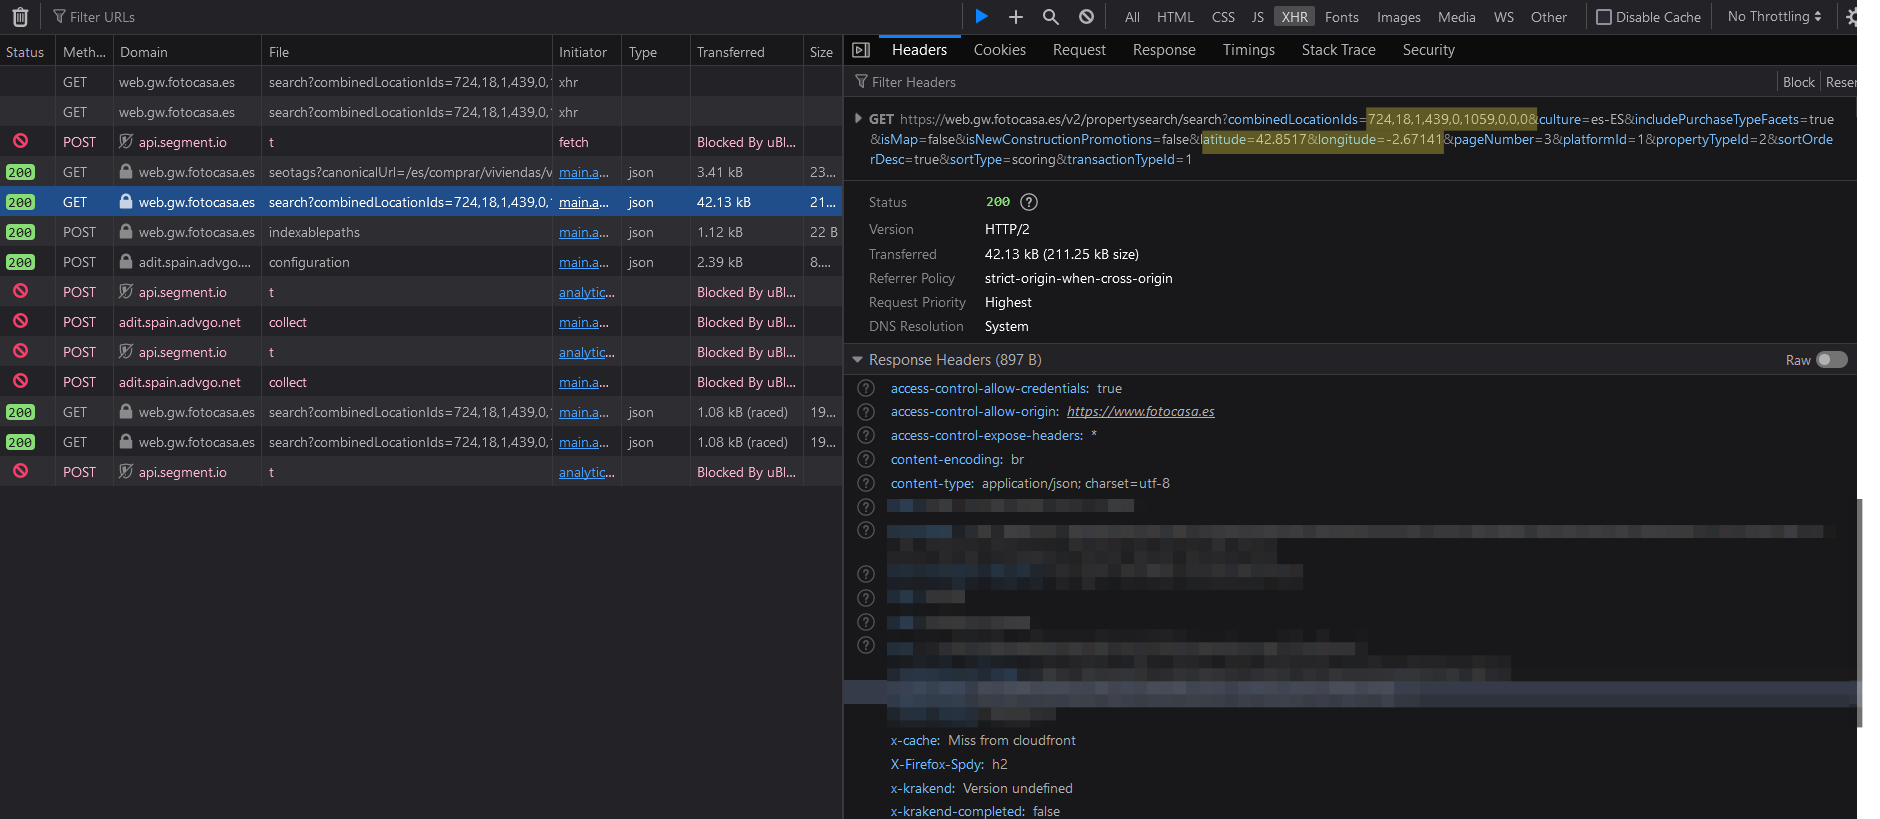 Filter URLs
All HTML CSS JS XHR Fonts Images Media WS Other Disable Cache No Throttling
Status Meth... Domain File Initiator Type Transferred Size
GET web.gw.fotocasa.es search?combinedLocationIds=724,18,1,439,0,1 xhr
GET web.gw.fotocasa.es search?combinedLocationIds=724,18,1,439,0,1 xhr
POST api.segment.io t fetch Blocked By uBl...
200 GET web.gw.fotocasa.es seotags?canonicalUrl=/es/comprar/viviendas/v main.a... json 3.41 kB 23...
200 GET web.gw.fotocasa.es search?combinedLocationIds=724,18,1,439,0,1 main.a... json 42.13 kB 21...
200 POST web.gw.fotocasa.es indexablepaths main.a... json 1.12 kB 22 B
200 POST adit.spain.advgo.... configuration main.a... json 2.39 kB 8....
POST api.segment.io t analytic... Blocked By uBl...
POST adit.spain.advgo.net collect main.a... Blocked By uBl...
POST api.segment.io t analytic... Blocked By uBl...
POST adit.spain.advgo.net collect main.a... Blocked By uBl...
200 GET web.gw.fotocasa.es search?combinedLocationIds=724,18,1,439,0,1 main.a... json 1.08 kB (raced) 19...
200 GET web.gw.fotocasa.es search?combinedLocationIds=724,18,1,439,0,1 main.a... json 1.08 kB (raced) 19...
POST api.segment.io t analytic... Blocked By uBl...
Headers Cookies Request Response Timings Stack Trace Security
Filter Headers Block Reser
GET https://web.gw.fotocasa.es/v2/propertysearch/search?combinedLocationIds=724,18,1,439,0,1059,0,0,0&culture=es-ES&includePurchaseTypeFacets=true
&isMap=false&isNewConstructionPromotions=false&latitude=42.8517&longitude=-2.67141&pageNumber=3&platformId=1&propertyTypeId=2&sortOrde
rDesc=true&sortType=scoring&transactionTypeId=1
Status 200
Version HTTP/2
Transferred 42.13 kB (211.25 kB size)
Referrer Policy strict-origin-when-cross-origin
Request Priority Highest
DNS Resolution System
Response Headers (897 B) Raw
access-control-allow-credentials: true
access-control-allow-origin: https://www.fotocasa.es
access-control-expose-headers: *
content-encoding: br
content-type: application/json; charset=utf-8
x-cache: Miss from cloudfront
X-Firefox-Spdy: h2
x-krakend: Version undefined
x-krakend-completed: false